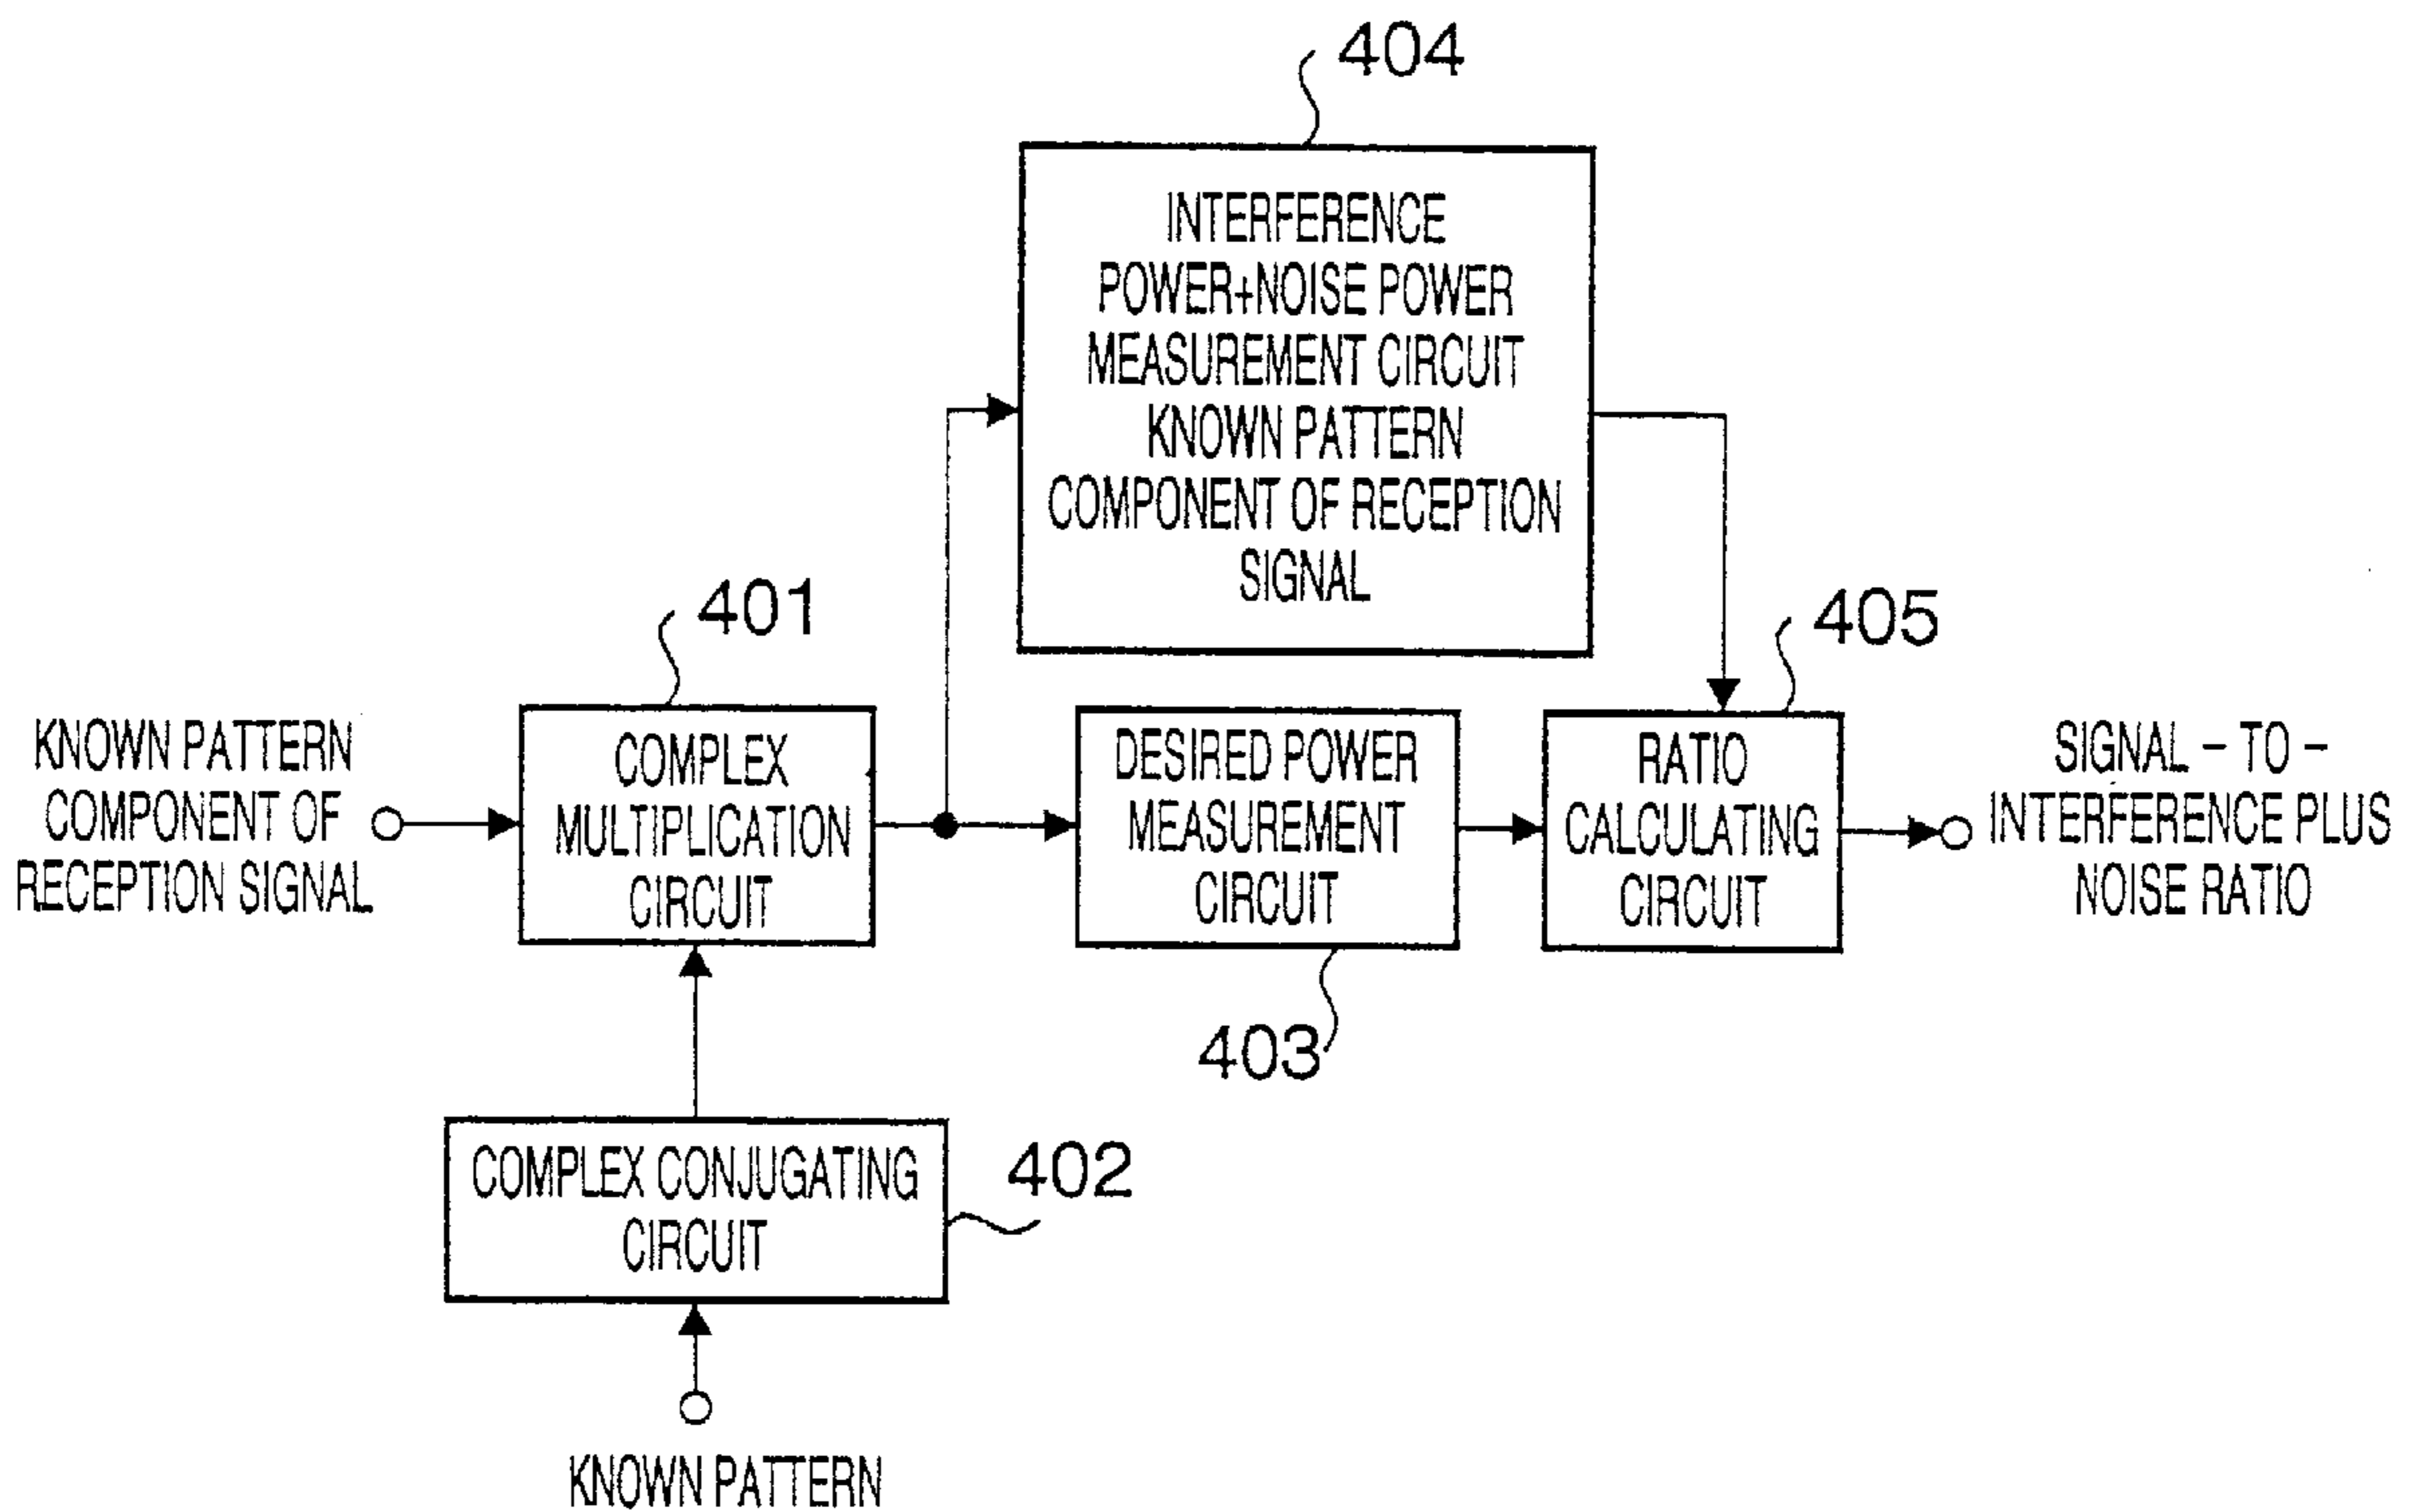 404
INTERFERENCE
POWER+NOISE POWER
MEASUREMENT CIRCUIT
KNOWN PATTERN
COMPONENT OF RECEPTION
SIGNAL
401
405
KNOWN PATTERN
COMPONENT OF
RECEPTION SIGNAL
COMPLEX
MULTIPLICATION
CIRCUIT
DESIRED POWER
MEASUREMENT
CIRCUIT
RATIO
CALCULATING
CIRCUIT
SIGNAL – TO –
INTERFERENCE PLUS
NOISE RATIO
403
COMPLEX CONJUGATING
CIRCUIT
402
KNOWN PATTERN